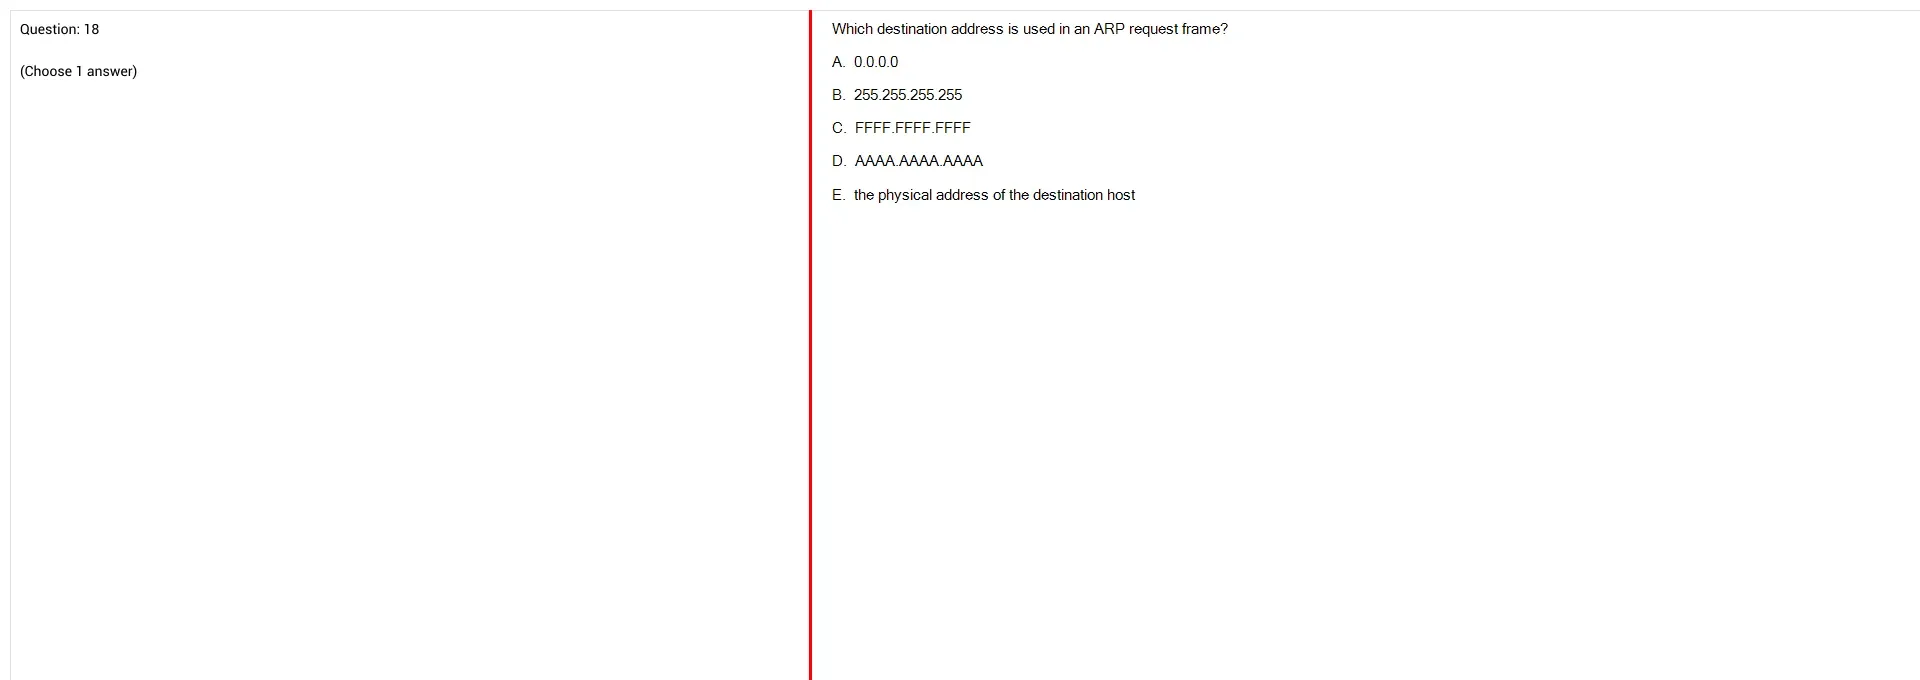 Question: 18
(Choose 1 answer)
Which destination address is used in an ARP request frame?
A. 0.0.0.0
B. 255.255.255.255
C. FFFF.FFFF.FFFF
D. AAAA.AAAA.AAAA
E. the physical address of the destination host